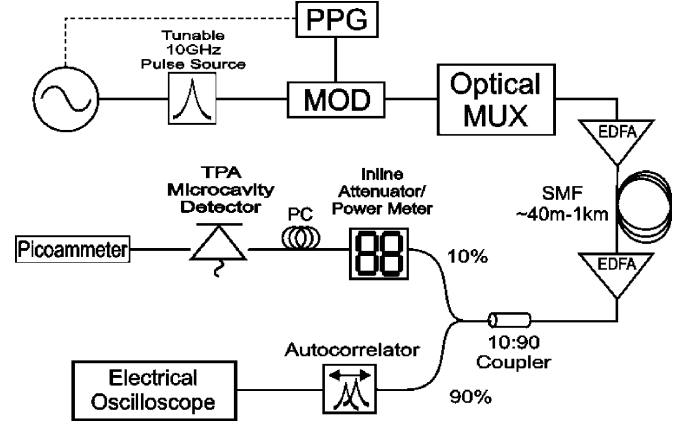 PPG
Tunable
10GHz
Pulse Source
MOD
Optical
MUX
EDFA
SMF
~40m-1km
EDFA
TPA
Microcavity
Detector
PC
Inline
Attenuator/
Power Meter
Picoammeter
88
10%
10:90
Coupler
Autocorrelator
90%
Electrical
Oscilloscope